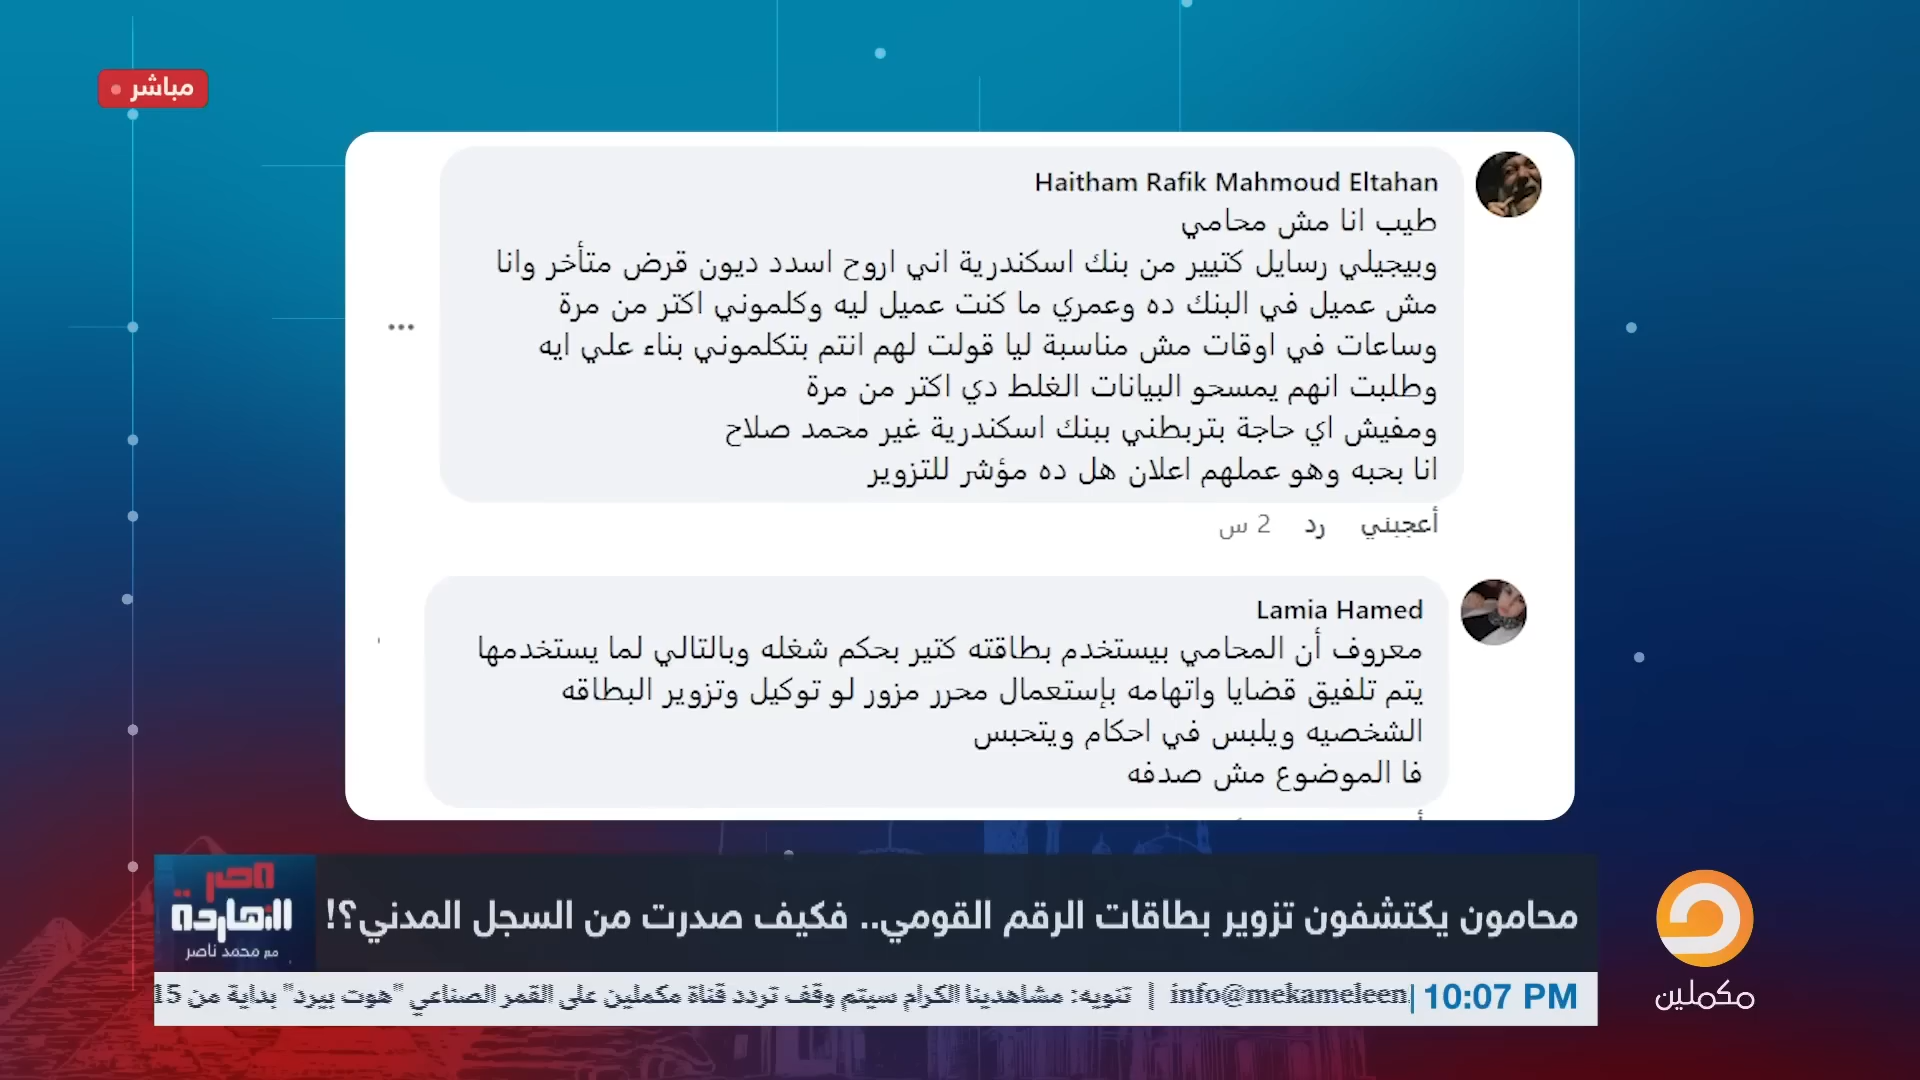 مباشر
Haitham Rafik Mahmoud Eltahan
طيب انا مش محامي
وبيجيلي رسايل كتيير من بنك اسكندرية اني اروح اسدد ديون قرض متأخر وانا
مش عميل في البنك ده وعمري ما كنت عميل ليه وكلموني اكتر من مرة
وساعات في اوقات مش مناسبة ليا قولت لهم انتم بتكلموني بناء علي ايه
وطلبت انهم يمسحو البيانات الغلط دي اكتر من مرة
ومفيش اي حاجة بتربطني ببنك اسكندرية غير محمد صلاح
انا بحبه وهو عملهم اعلان هل ده مؤشر للتزوير
أعجبني رد 2 س
Lamia Hamed
معروف أن المحامي بيستخدم بطاقته كتير بحكم شغله وبالتالي لما يستخدمها
يتم تلفيق قضايا واتهامه بإستعمال محرر مزور لو توكيل وتزوير البطاقه
الشخصيه ويلبس في احكام ويتحبس
فا الموضوع مش صدفه
محامون يكتشفون تزوير بطاقات الرقم القومي.. فكيف صدرت من السجل المدني؟!
مصر
النهاردة
مع محمد ناصر
10:07 PM | info@mekameleen. | تنويه: مشاهدينا الكرام سيتم وقف تردد قناة مكملين على القمر الصناعي "هوت بيرد" بداية من 15
مكملين